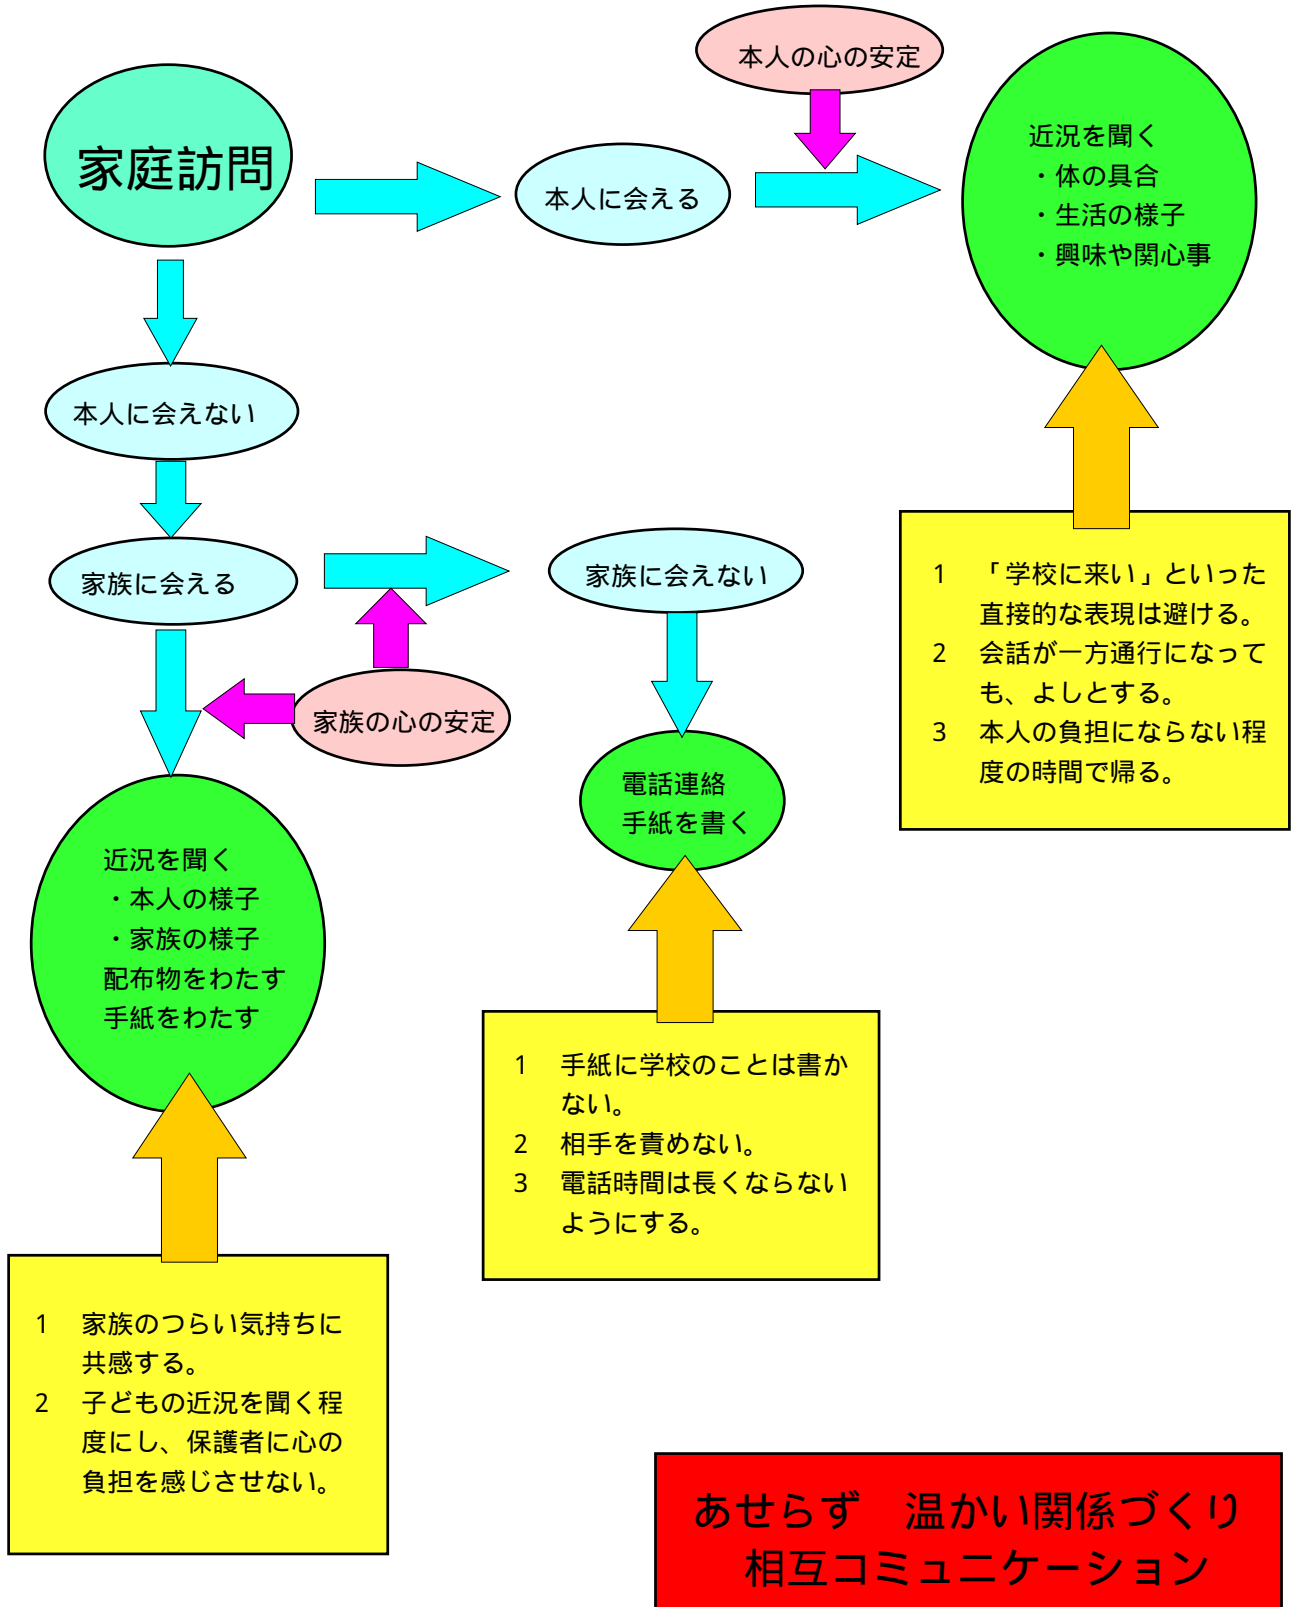 本人の心の安定
家庭訪問
本人に会える
近況を聞く
・体の具合
・生活の様子
・興味や関心事
本人に会えない
家族に会える
家族に会えない
家族の心の安定
1 「学校に来い」といった
直接的な表現は避ける。
2 会話が一方通行になって
も、よしとする。
3 本人の負担にならない程
度の時間で帰る。
電話連絡
手紙を書く
近況を聞く
・本人の様子
・家族の様子
配布物をわたす
手紙をわたす
1 手紙に学校のことは書か
ない。
2 相手を責めない。
3 電話時間は長くならない
ようにする。
1 家族のつらい気持ちに
共感する。
2 子どもの近況を聞く程
度にし、保護者に心の
負担を感じさせない。
あせらず 温かい関係づくり
相互コミュニケーション